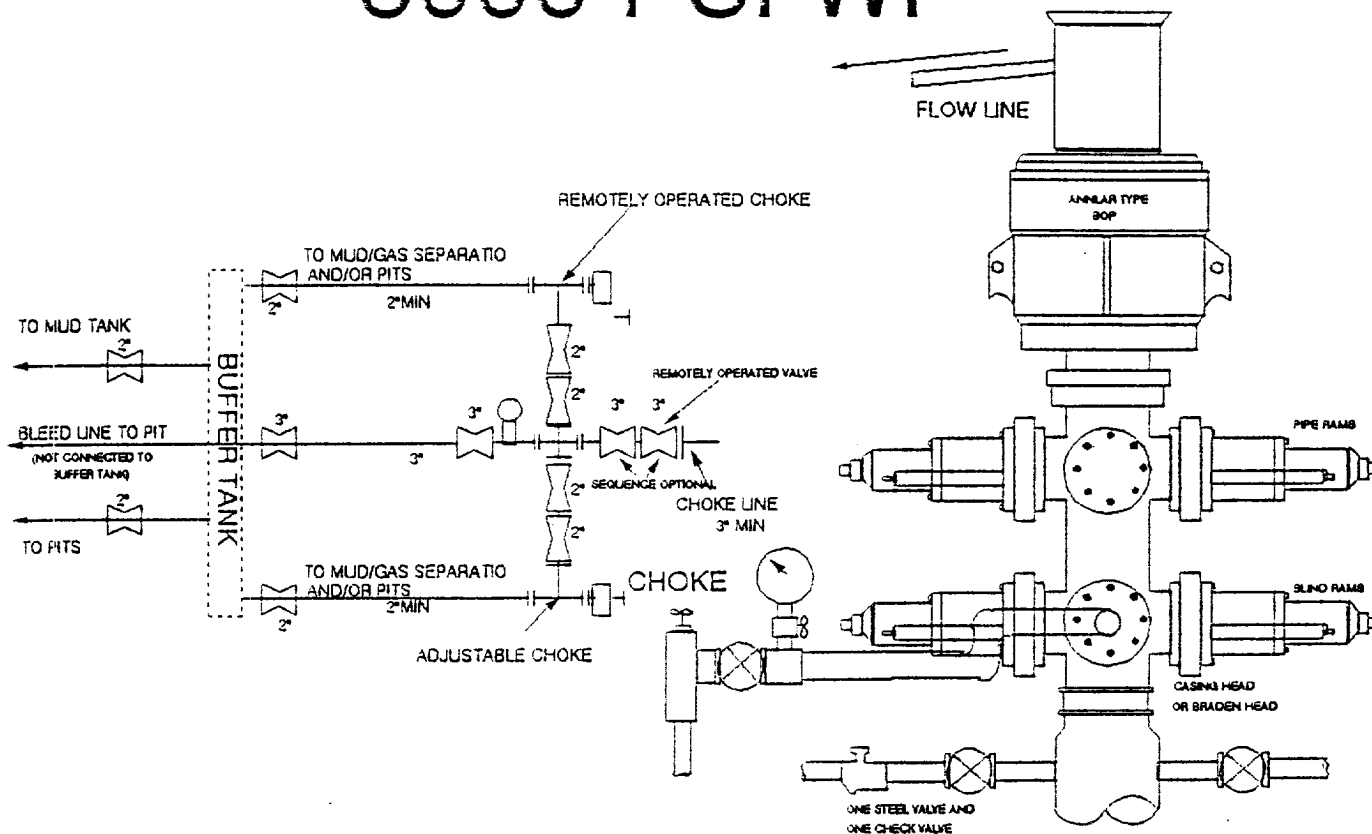 FLOW LINE
ANNLAR TYPE
BOP
REMOTELY OPERATED CHOKE
TO MUD/GAS SEPARATIO
AND/OR PITS
2"MIN
2"
TO MUD TANK
2"
2"
2"
REMOTELY OPERATED VALVE
3"
3"
3"
3"
BLEED LINE TO PIT
(NOT CONNECTED TO
BUFFER TANK)
3"
BUFFER TANK
SEQUENCE OPTIONAL
CHOKE LINE
3" MIN
2"
2"
2"
TO PITS
TO MUD/GAS SEPARATIO
AND/OR PITS
2"MIN
2"
CHOKE
ADJUSTABLE CHOKE
PIPE RAMS
BLIND RAMS
CASING HEAD
OR BRADEN HEAD
ONE STEEL VALVE AND
ONE CHECK VALVE